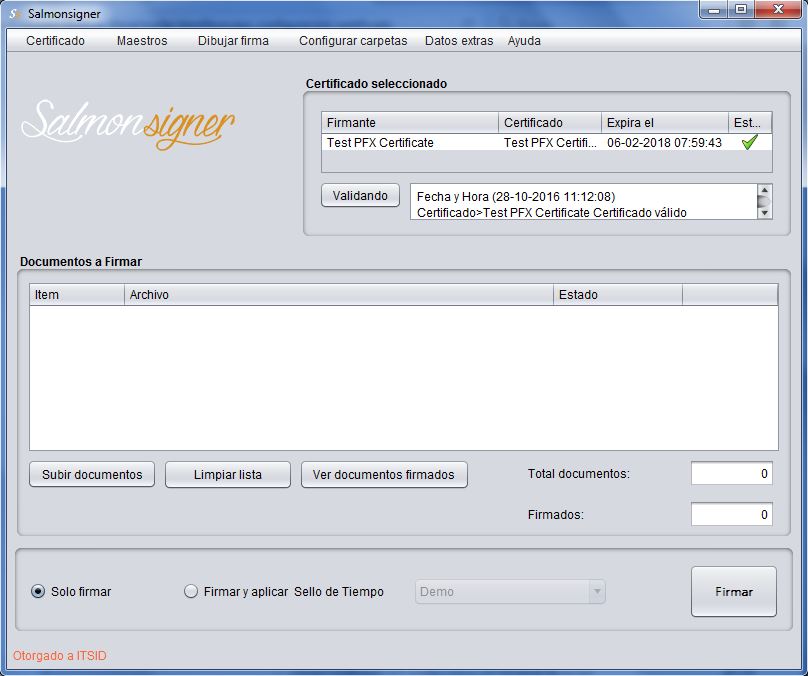 Salmonsigner
Certificado Maestros Dibujar firma Configurar carpetas Datos extras Ayuda
Salmonsigner
Certificado seleccionado
Firmante Certificado Expira el Est...
Test PFX Certificate Test PFX Certifi... 06-02-2018 07:59:43
Validando
Fecha y Hora (28-10-2016 11:12:08)
Certificado>Test PFX Certificate Certificado válido
Documentos a Firmar
Item Archivo Estado
Subir documentos Limpiar lista Ver documentos firmados Total documentos: 0
Firmados: 0
Solo firmar Firmar y aplicar Sello de Tiempo Demo Firmar
Otorgado a ITSID